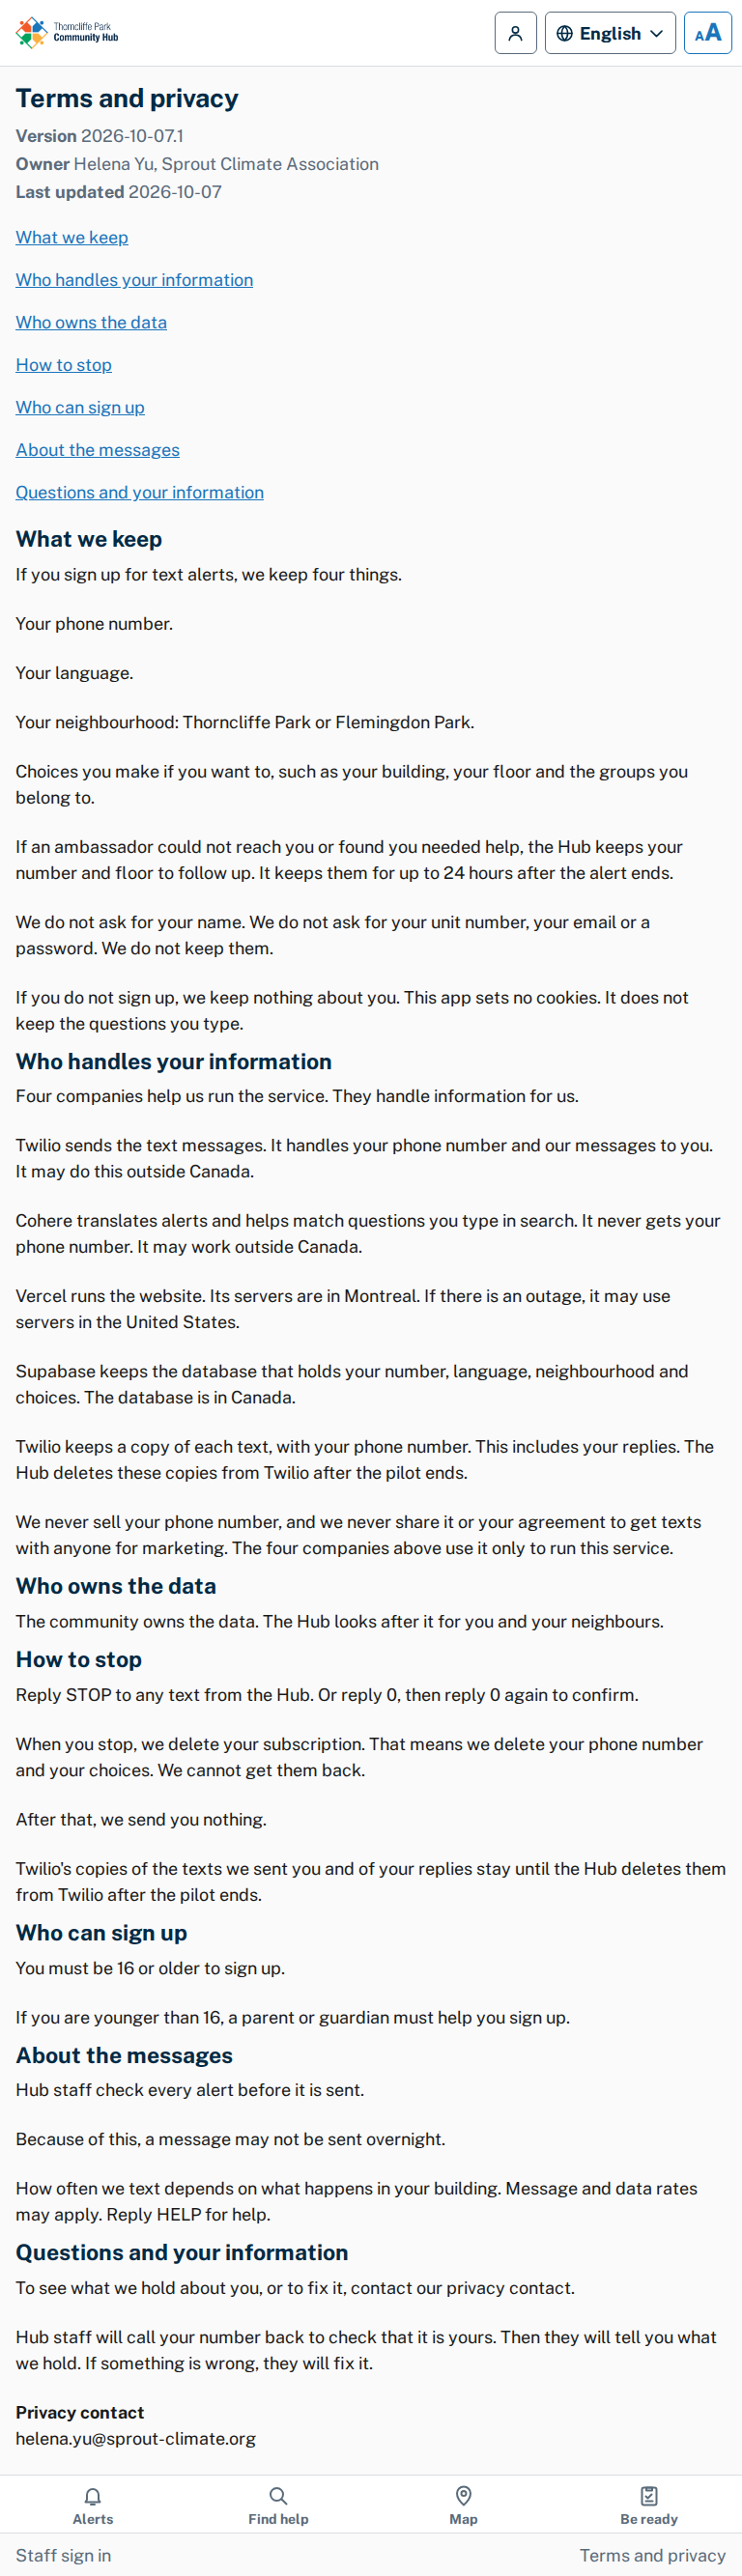 Thorncliffe Park
Community Hub
English
AA
Terms and privacy
Version 2026-10-07.1
Owner Helena Yu, Sprout Climate Association
Last updated 2026-10-07
What we keep
Who handles your information
Who owns the data
How to stop
Who can sign up
About the messages
Questions and your information
What we keep
If you sign up for text alerts, we keep four things.
Your phone number.
Your language.
Your neighbourhood: Thorncliffe Park or Flemingdon Park.
Choices you make if you want to, such as your building, your floor and the groups you
belong to.
If an ambassador could not reach you or found you needed help, the Hub keeps your
number and floor to follow up. It keeps them for up to 24 hours after the alert ends.
We do not ask for your name. We do not ask for your unit number, your email or a
password. We do not keep them.
If you do not sign up, we keep nothing about you. This app sets no cookies. It does not
keep the questions you type.
Who handles your information
Four companies help us run the service. They handle information for us.
Twilio sends the text messages. It handles your phone number and our messages to you.
It may do this outside Canada.
Cohere translates alerts and helps match questions you type in search. It never gets your
phone number. It may work outside Canada.
Vercel runs the website. Its servers are in Montreal. If there is an outage, it may use
servers in the United States.
Supabase keeps the database that holds your number, language, neighbourhood and
choices. The database is in Canada.
Twilio keeps a copy of each text, with your phone number. This includes your replies. The
Hub deletes these copies from Twilio after the pilot ends.
We never sell your phone number, and we never share it or your agreement to get texts
with anyone for marketing. The four companies above use it only to run this service.
Who owns the data
The community owns the data. The Hub looks after it for you and your neighbours.
How to stop
Reply STOP to any text from the Hub. Or reply 0, then reply 0 again to confirm.
When you stop, we delete your subscription. That means we delete your phone number
and your choices. We cannot get them back.
After that, we send you nothing.
Twilio's copies of the texts we sent you and of your replies stay until the Hub deletes them
from Twilio after the pilot ends.
Who can sign up
You must be 16 or older to sign up.
If you are younger than 16, a parent or guardian must help you sign up.
About the messages
Hub staff check every alert before it is sent.
Because of this, a message may not be sent overnight.
How often we text depends on what happens in your building. Message and data rates
may apply. Reply HELP for help.
Questions and your information
To see what we hold about you, or to fix it, contact our privacy contact.
Hub staff will call your number back to check that it is yours. Then they will tell you what
we hold. If something is wrong, they will fix it.
Privacy contact
helena.yu@sprout-climate.org
Alerts
Find help
Map
Be ready
Staff sign in
Terms and privacy